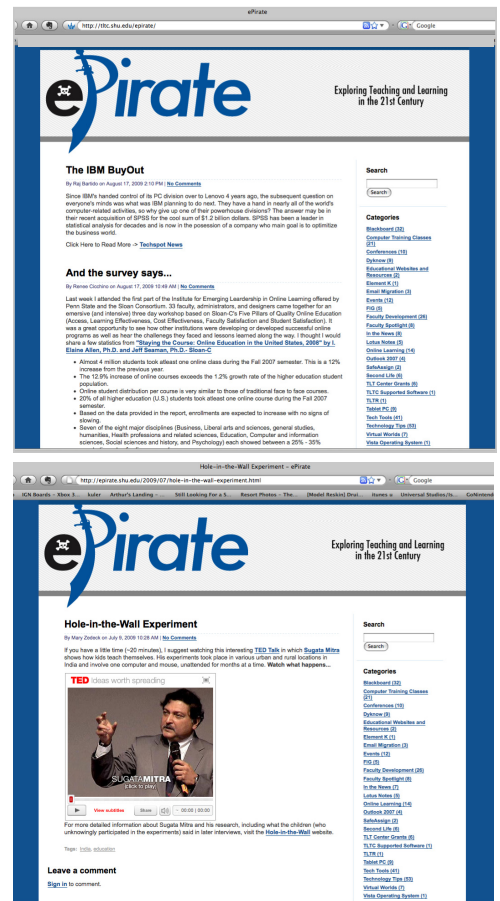 ePirate
http://tltc.shu.edu/epirate/
Google
ePirate
Exploring Teaching and Learning
in the 21st Century
The IBM BuyOut
By Raj Barfido on August 17, 2009 2:10 PM | No Comments
Since IBM's handed control of its PC division over to Lenovo 4 years ago, the subsequent question on
everyone's minds was what was IBM planning to do next. They have a hand in nearly all of the world's
computer-related activities, so why give up one of their powerhouse divisions? The answer may be in
their recent acquisition of SPSS for the cool sum of $1.2 billion dollars. SPSS has been a leader in
statistical analysis for decades and is now in the possession of a company who main goal is to optimitize
the business world.
Click Here to Read More -> Techspot News
And the survey says...
By Renee Cicchino on August 17, 2009 10:49 AM | No Comments
Last week I attended the first part of the Institute for Emerging Leardership in Online Learning offered by
Penn State and the Sloan Consortium. 33 faculty, administrators, and designers came together for an
emersive (and intensive) three day workshop based on Sloan-C's Five Pillars of Quality Online Education
(Access, Learning Effectiveness, Cost Effectiveness, Faculty Satisfaction and Student Satisfaction). It
was a great opportunity to see how other institutions were developing or developed successful online
programs as well as hear the challenegs they faced and lessons learned along the way. I thought I would
share a few statistics from "Staying the Course: Online Education in the United States, 2008" by I.
Elaine Allen, Ph.D. and Jeff Seaman, Ph.D.- Sloan-C
Almost 4 million students took atleast one online class during the Fall 2007 semester. This is a 12%
increase from the previous year.
The 12.9% increase of online courses exceeds the 1.2% growth rate of the higher education student
population.
Online student distribution per course is very similar to those of traditional face to face courses.
20% of all higher education (U.S.) students took atleast one online course during the Fall 2007
semester.
Based on the data provided in the report, enrollments are expected to increase with no signs of
slowing.
Seven of the eight major disciplines (Business, Liberal arts and sciences, general studies,
humanities, Health professions and related sciences, Education, Computer and information
sciences, Social sciences and history, and Psychology) each showed between a 25% - 35%
Search
Search
Categories
Blackboard (32)
Computer Training Classes
(21)
Conferences (10)
Dyknow (9)
Educational Websites and
Resources (2)
Element K (1)
Email Migration (3)
Events (12)
FIG (5)
Faculty Development (26)
Faculty Spotlight (8)
In the News (8)
Lotus Notes (5)
Online Learning (14)
Outlook 2007 (4)
SafeAssign (2)
Second Life (6)
TLT Center Grants (6)
TLTC Supported Software (1)
TLTR (1)
Tablet PC (9)
Tech Tools (41)
Technology Tips (53)
Virtual Worlds (7)
Vista Operating System (1)
Hole-in-the-Wall Experiment - ePirate
http://epirate.shu.edu/2009/07/hole-in-the-wall-experiment.html
Google
IGN Boards - Xbox 3... kuler Arthur's Landing - ... Still Looking For a S... Resort Photos - The... [Model Reskin] Drui... itunes u Universal Studios/Is... GoNintend
ePirate
Exploring Teaching and Learning
in the 21st Century
Hole-in-the-Wall Experiment
By Mary Zedeck on July 9, 2009 10:28 AM | No Comments
If you have a little time (~20 minutes), I suggest watching this interesting TED Talk in which Sugata Mitra
shows how kids teach themselves. His experiments took place in various urban and rural locations in
India and involve one computer and mouse, unattended for months at a time. Watch what happens...
TED Ideas worth spreading
SUGATAMITRA
(click to play)
View subtitles Share 00:00 | 00:00
For more detailed information about Sugata Mitra and his research, including what the children (who
unknowingly participated in the experiments) said in later interviews, visit the Hole-in-the-Wall website.
Tags: India, education
Leave a comment
Sign in to comment.
Search
Search
Categories
Blackboard (32)
Computer Training Classes
(21)
Conferences (10)
Dyknow (9)
Educational Websites and
Resources (2)
Element K (1)
Email Migration (3)
Events (12)
FIG (5)
Faculty Development (26)
Faculty Spotlight (8)
In the News (7)
Lotus Notes (5)
Online Learning (14)
Outlook 2007 (4)
SafeAssign (2)
Second Life (6)
TLT Center Grants (6)
TLTC Supported Software (1)
TLTR (1)
Tablet PC (9)
Tech Tools (41)
Technology Tips (53)
Virtual Worlds (7)
Vista Operating System (1)